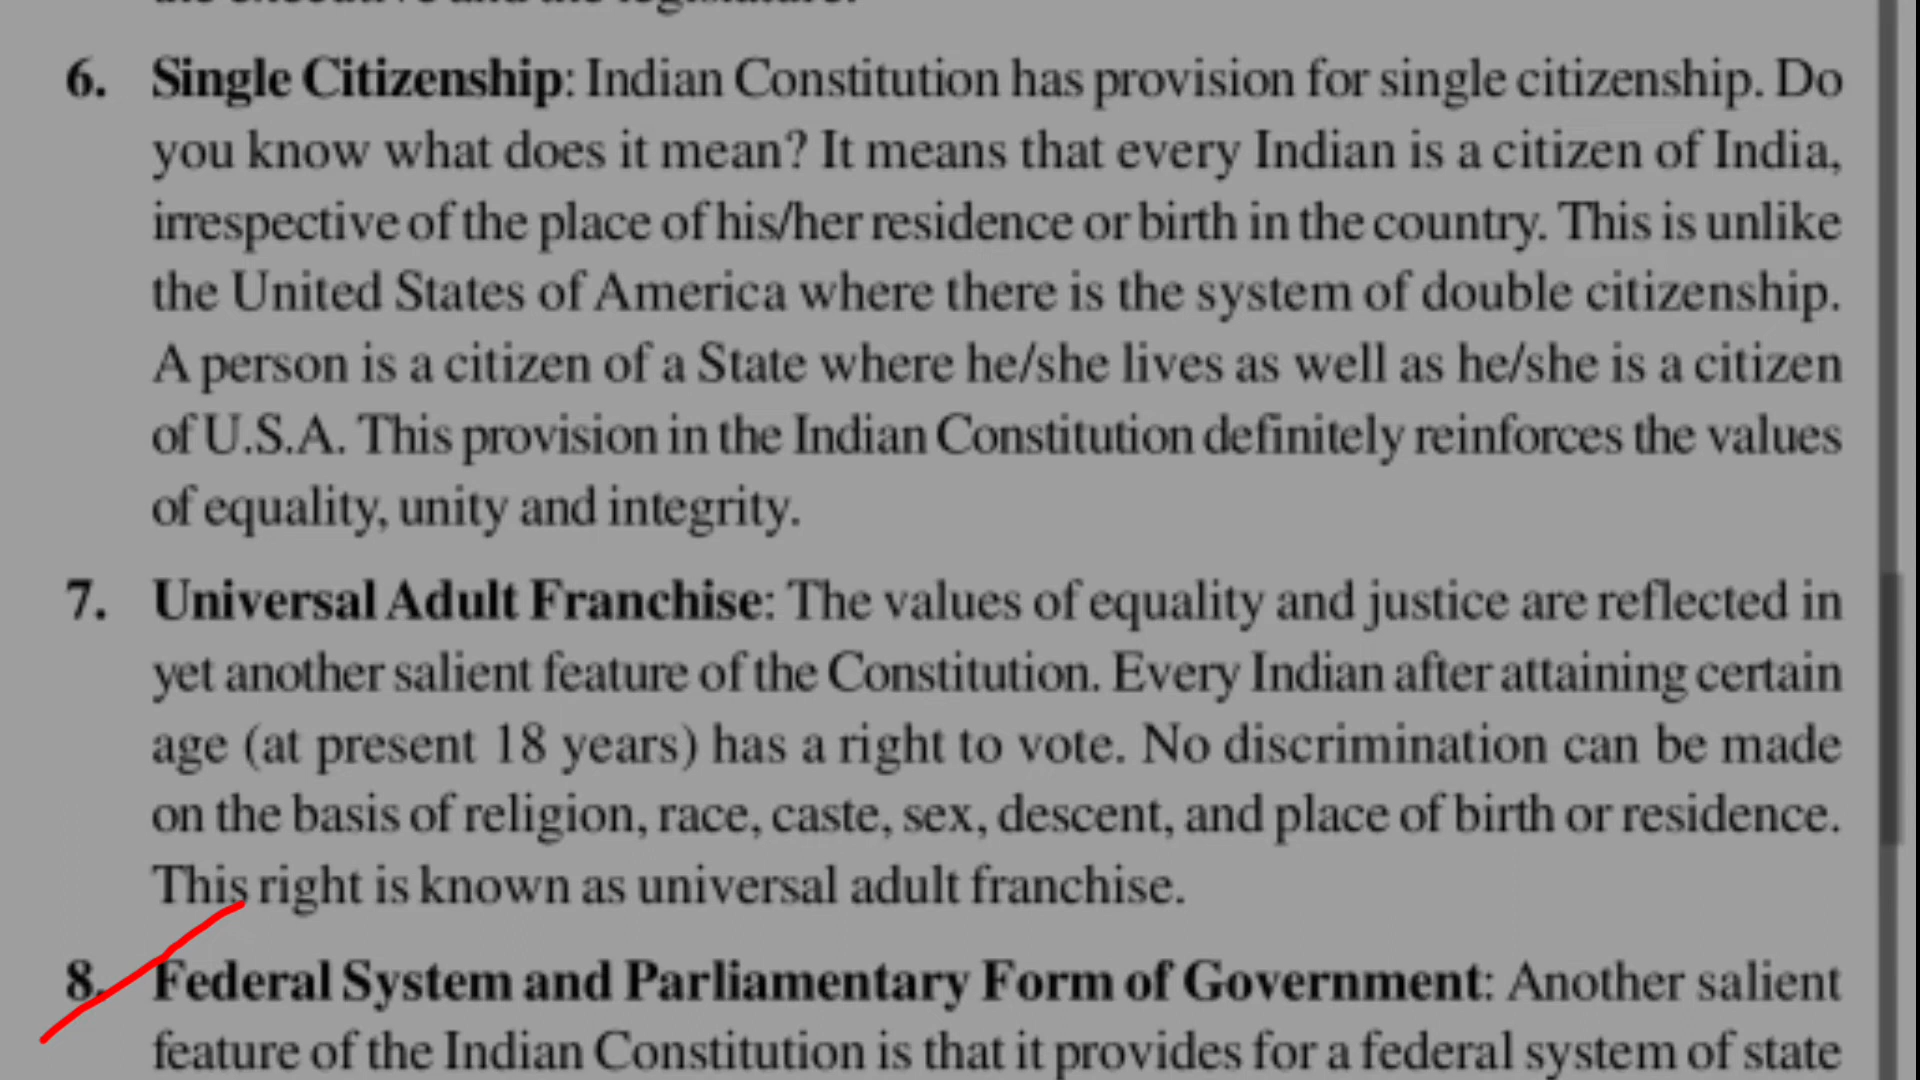 the executive and the legislature.
6. Single Citizenship: Indian Constitution has provision for single citizenship. Do
you know what does it mean? It means that every Indian is a citizen of India,
irrespective of the place of his/her residence or birth in the country. This is unlike
the United States of America where there is the system of double citizenship.
A person is a citizen of a State where he/she lives as well as he/she is a citizen
of U.S.A. This provision in the Indian Constitution definitely reinforces the values
of equality, unity and integrity.
7. Universal Adult Franchise: The values of equality and justice are reflected in
yet another salient feature of the Constitution. Every Indian after attaining certain
age (at present 18 years) has a right to vote. No discrimination can be made
on the basis of religion, race, caste, sex, descent, and place of birth or residence.
This right is known as universal adult franchise.
8. Federal System and Parliamentary Form of Government: Another salient
feature of the Indian Constitution is that it provides for a federal system of state